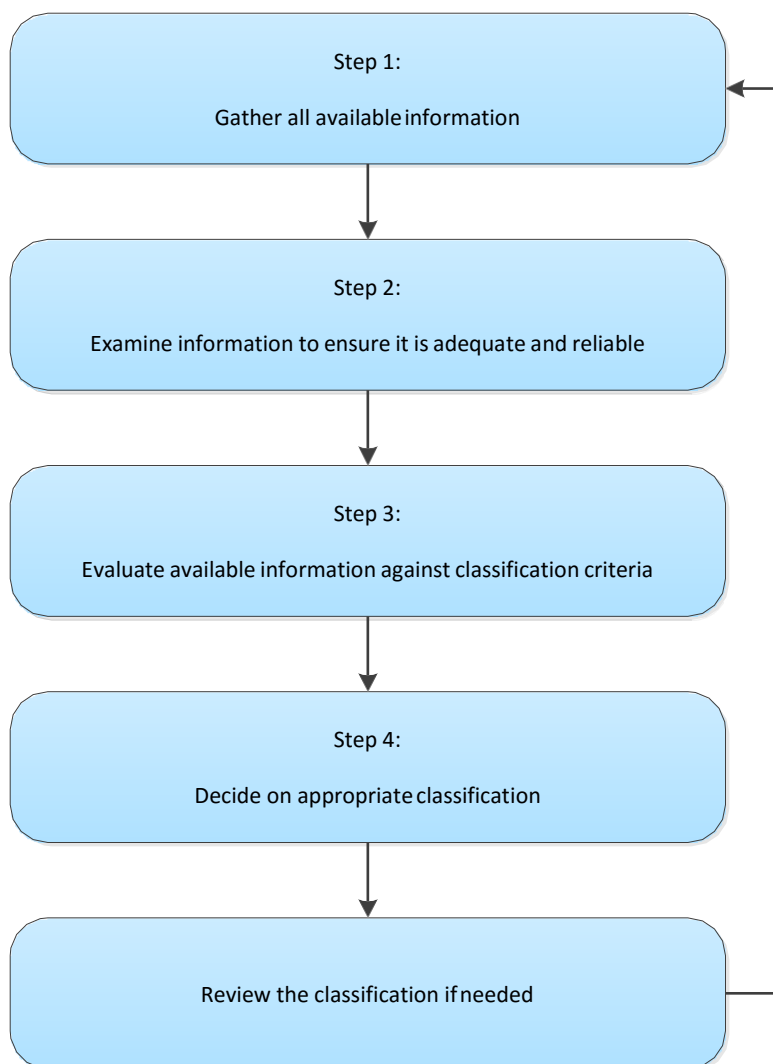 Step 1:
Gather all available information
Step 2:
Examine information to ensure it is adequate and reliable
Step 3:
Evaluate available information against classification criteria
Step 4:
Decide on appropriate classification
Review the classification if needed